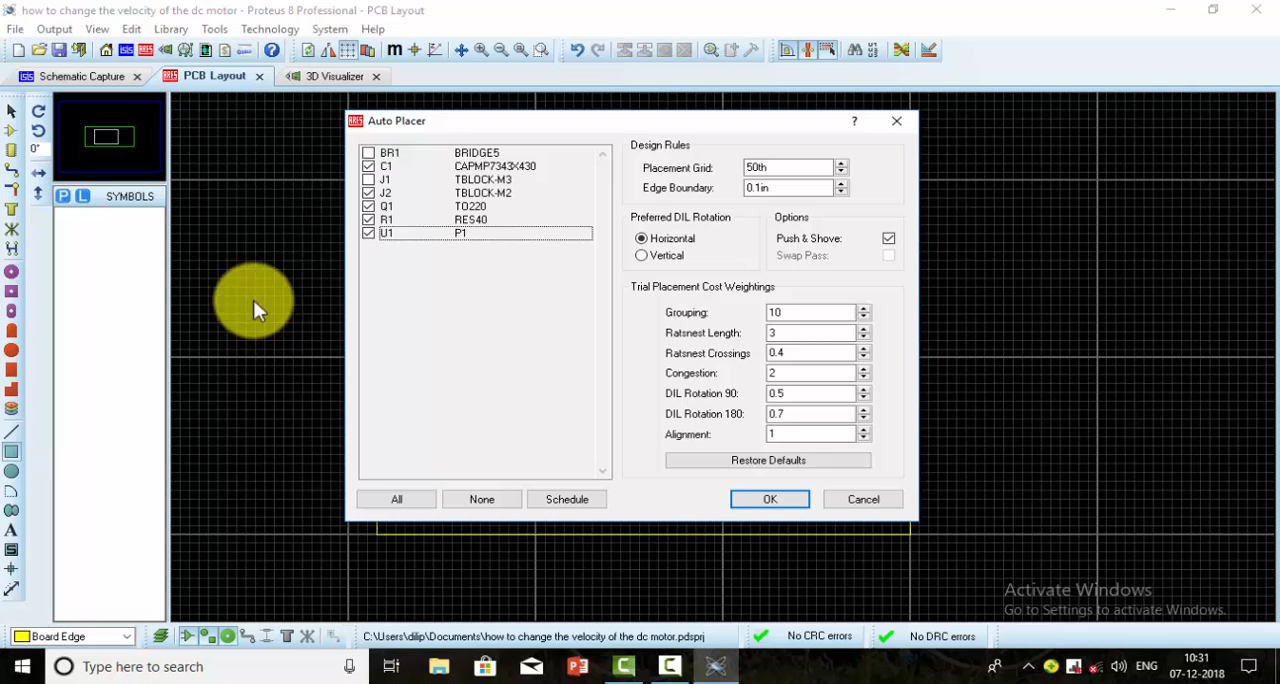 how to change the velocity of the dc motor - Proteus 8 Professional - PCB Layout
File Output View Edit Library Tools Technology System Help
Schematic Capture PCB Layout 3D Visualizer
0°
P L SYMBOLS
Auto Placer
BR1 BRIDGE5
C1 CAPMP7343X430
J1 TBLOCK-M3
J2 TBLOCK-M2
Q1 TO220
R1 RES40
U1 P1
All None Schedule
Design Rules
Placement Grid: 50th
Edge Boundary: 0.1in
Preferred DIL Rotation
Horizontal
Vertical
Options
Push & Shove:
Swap Pass:
Trial Placement Cost Weightings
Grouping: 10
Ratsnest Length: 3
Ratsnest Crossings 0.4
Congestion: 2
DIL Rotation 90: 0.5
DIL Rotation 180: 0.7
Alignment: 1
Restore Defaults
OK Cancel
Activate Windows
Go to Settings to activate Windows.
Board Edge C:\Users\dilip\Documents\how to change the velocity of the dc motor.pdsprj No CRC errors No DRC errors
Type here to search
ENG 10:31
07-12-2018